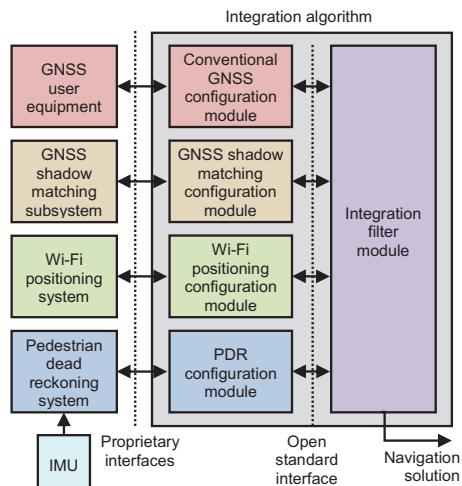 Integration algorithm
GNSS
user
equipment
Conventional
GNSS
configuration
module
GNSS
shadow
matching
subsystem
GNSS shadow
matching
configuration
module
Integration
filter
module
Wi-Fi
positioning
system
Wi-Fi
positioning
configuration
module
Pedestrian
dead
reckoning
system
PDR
configuration
module
IMU
Proprietary
interfaces
Open
standard
interface
Navigation
solution